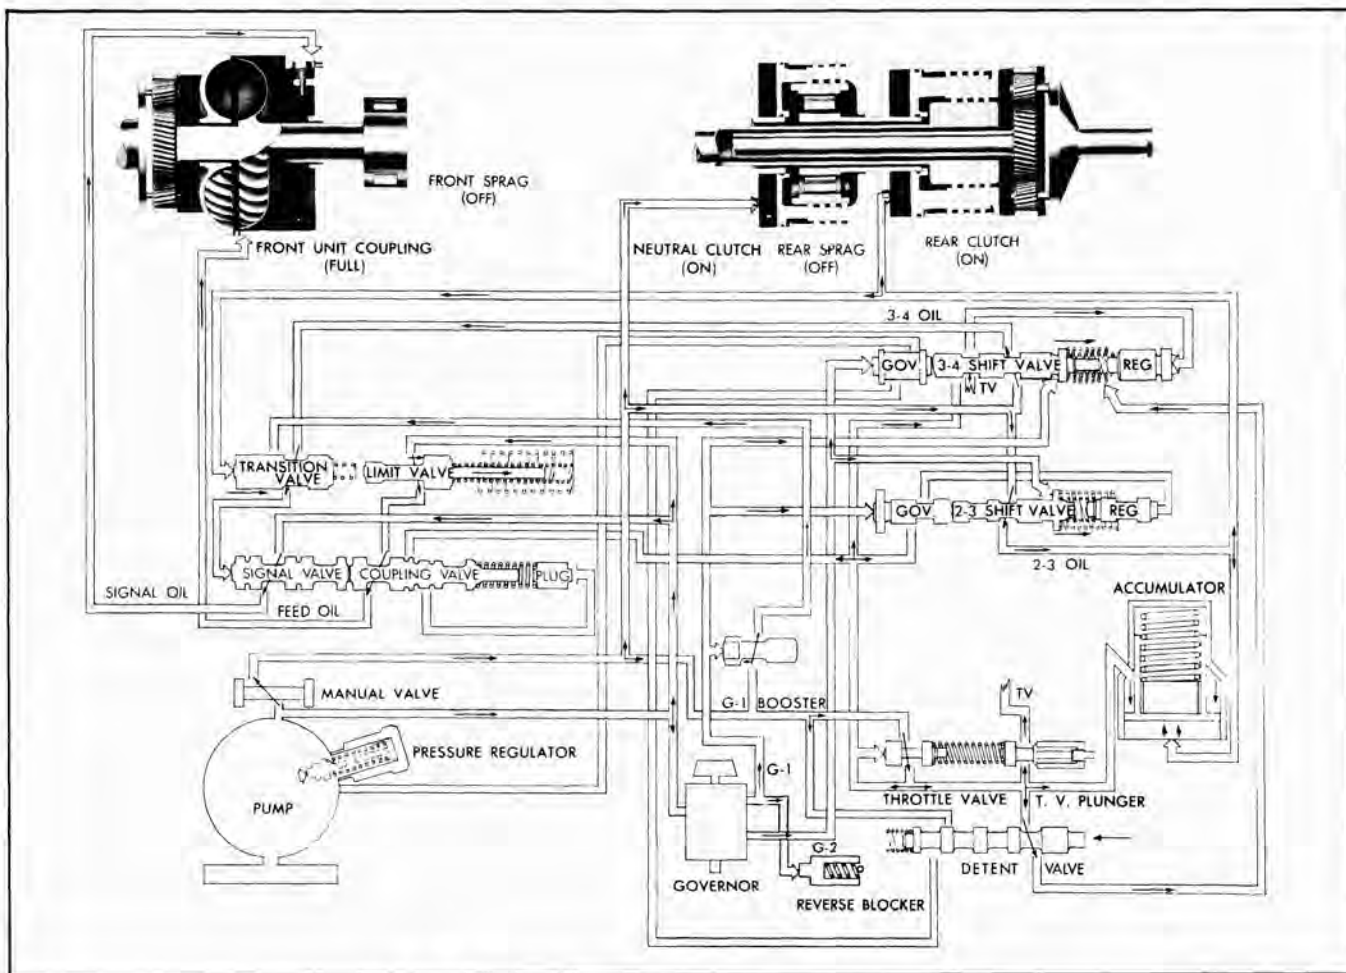 FRONT SPRAG
(OFF)
FRONT UNIT COUPLING
(FULL)
NEUTRAL CLUTCH
(ON)
REAR SPRAG
(OFF)
REAR CLUTCH
(ON)
3-4 OIL
GOV
3-4 SHIFT VALVE
REG
TV
TRANSITION
VALVE
LIMIT VALVE
GOV
2-3 SHIFT VALVE
REG
2-3 OIL
SIGNAL VALVE
COUPLING VALVE
PLUG
SIGNAL OIL
FEED OIL
ACCUMULATOR
MANUAL VALVE
G-1 BOOSTER
TV
PRESSURE REGULATOR
G-1
PUMP
THROTTLE VALVE
T. V. PLUNGER
G-2
DETENT VALVE
GOVERNOR
REVERSE BLOCKER